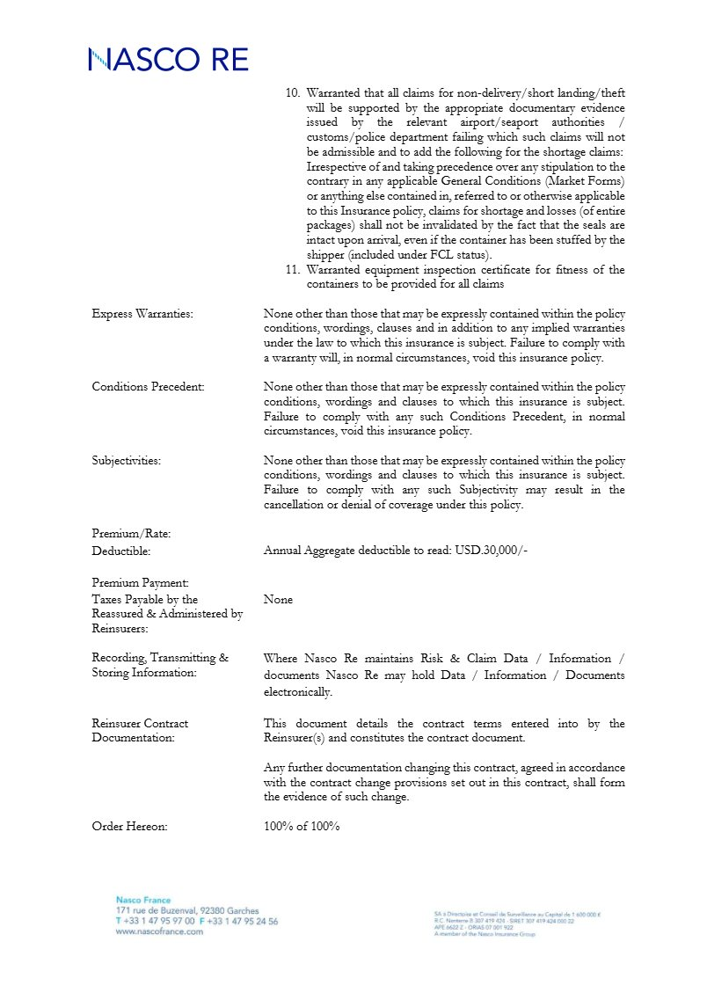 NASCO RE
10. Warranted that all claims for non-delivery/short landing/theft
will be supported by the appropriate documentary evidence
issued by the relevant airport/seaport authorities /
customs/police department failing which such claims will not
be admissible and to add the following for the shortage claims:
Irrespective of and taking precedence over any stipulation to the
contrary in any applicable General Conditions (Market Forms)
or anything else contained in, referred to or otherwise applicable
to this Insurance policy, claims for shortage and losses (of entire
packages) shall not be invalidated by the fact that the seals are
intact upon arrival, even if the container has been stuffed by the
shipper (included under FCL status).
11. Warranted equipment inspection certificate for fitness of the
containers to be provided for all claims
Express Warranties:
None other than those that may be expressly contained within the policy
conditions, wordings, clauses and in addition to any implied warranties
under the law to which this insurance is subject. Failure to comply with
a warranty will, in normal circumstances, void this insurance policy.
Conditions Precedent:
None other than those that may be expressly contained within the policy
conditions, wordings and clauses to which this insurance is subject.
Failure to comply with any such Conditions Precedent, in normal
circumstances, void this insurance policy.
Subjectivities:
None other than those that may be expressly contained within the policy
conditions, wordings and clauses to which this insurance is subject.
Failure to comply with any such Subjectivity may result in the
cancellation or denial of coverage under this policy.
Premium/Rate:
Deductible:
Annual Aggregate deductible to read: USD.30,000/-
Premium Payment:
Taxes Payable by the
Reassured & Administered by
Reinsurers:
None
Recording, Transmitting &
Storing Information:
Where Nasco Re maintains Risk & Claim Data / Information /
documents Nasco Re may hold Data / Information / Documents
electronically.
Reinsurer Contract
Documentation:
This document details the contract terms entered into by the
Reinsurer(s) and constitutes the contract document.
Any further documentation changing this contract, agreed in accordance
with the contract change provisions set out in this contract, shall form
the evidence of such change.
Order Hereon:
100% of 100%
Nasco France
171 rue de Buzenval, 92380 Garches
T +33 1 47 95 97 00 F +33 1 47 95 24 56
www.nascofrance.com
SA à Directoire et Conseil de Surveillance au Capital de 1 600 000 €
R.C. Nanterre B 307 419 424 - SIRET 307 419 424 000 22
APE 6622 Z - ORIAS 07 001 922
A member of the Nasco Insurance Group